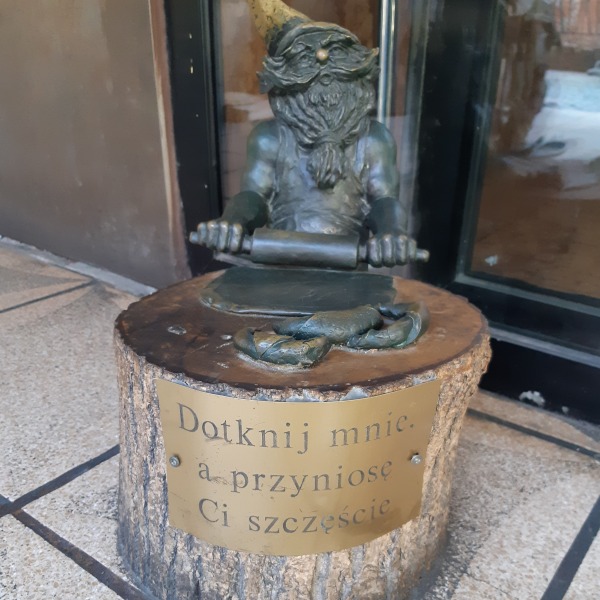 Dotknij mnie.
a przyniosę
Ci szczęście